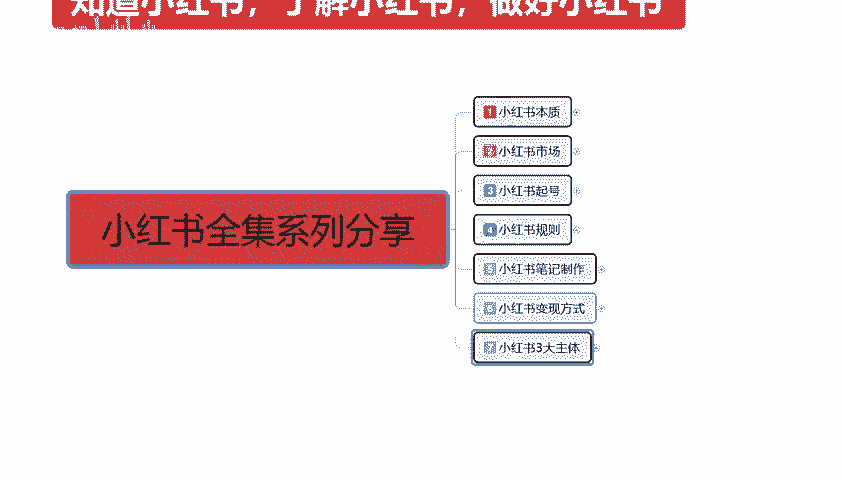 知道小红书，了解小红书，做好小红书
小红书全集系列分享
1 小红书本质
2 小红书市场
3 小红书起号
4 小红书规则
5 小红书笔记制作
6 小红书变现方式
7 小红书3大主体